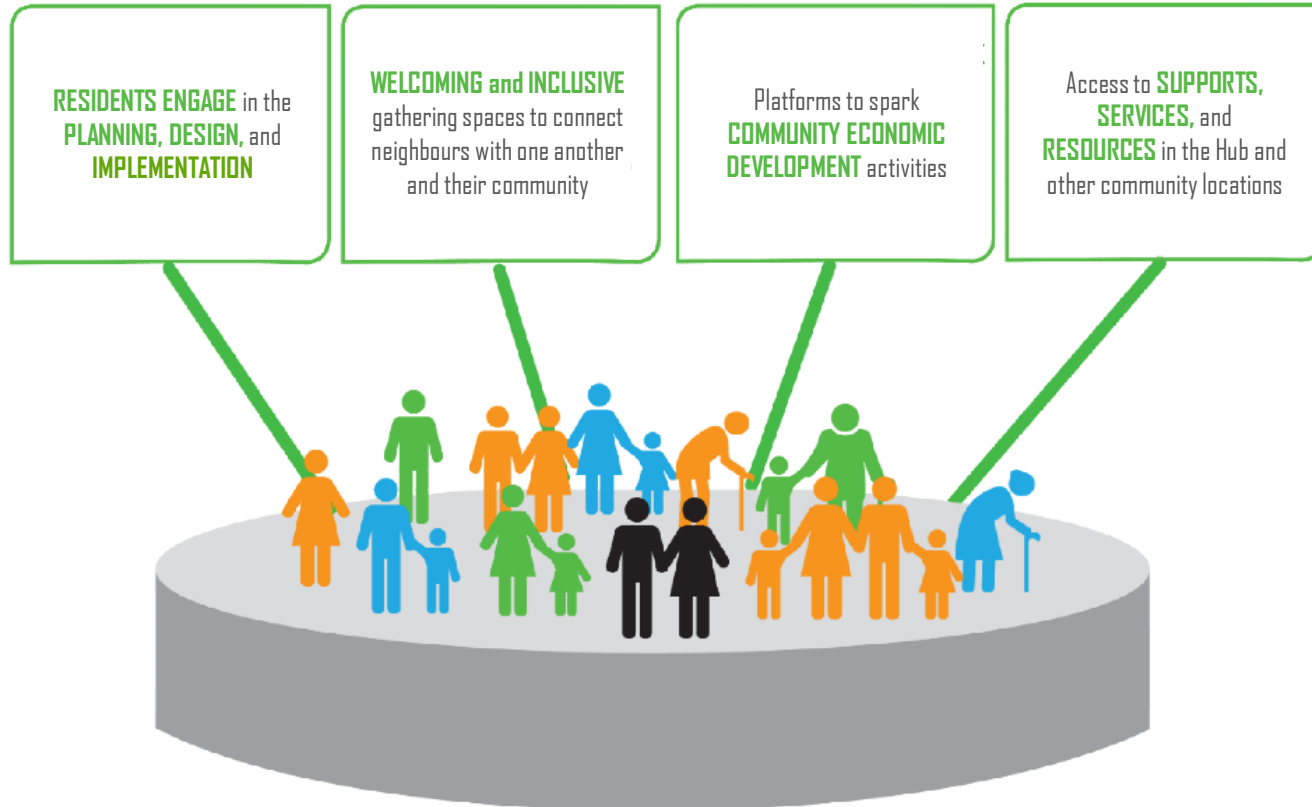 RESIDENTS ENGAGE in the
PLANNING, DESIGN, and
IMPLEMENTATION
WELCOMING and INCLUSIVE
gathering spaces to connect
neighbours with one another
and their community
Platforms to spark
COMMUNITY ECONOMIC
DEVELOPMENT activities
Access to SUPPORTS,
SERVICES, and
RESOURCES in the Hub and
other community locations